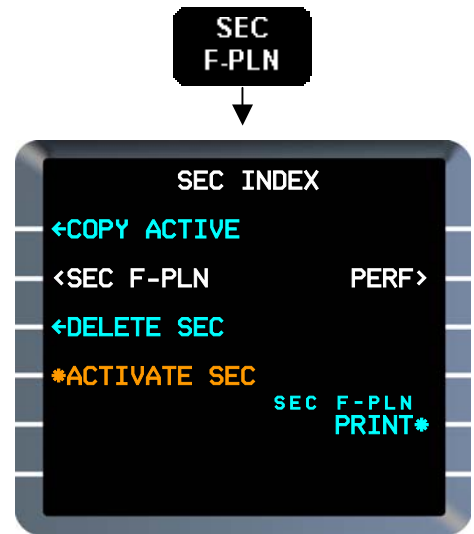 SEC
F-PLN
SEC INDEX
←COPY ACTIVE
<SEC F-PLN PERF>
←DELETE SEC
*ACTIVATE SEC
SEC F-PLN
PRINT*